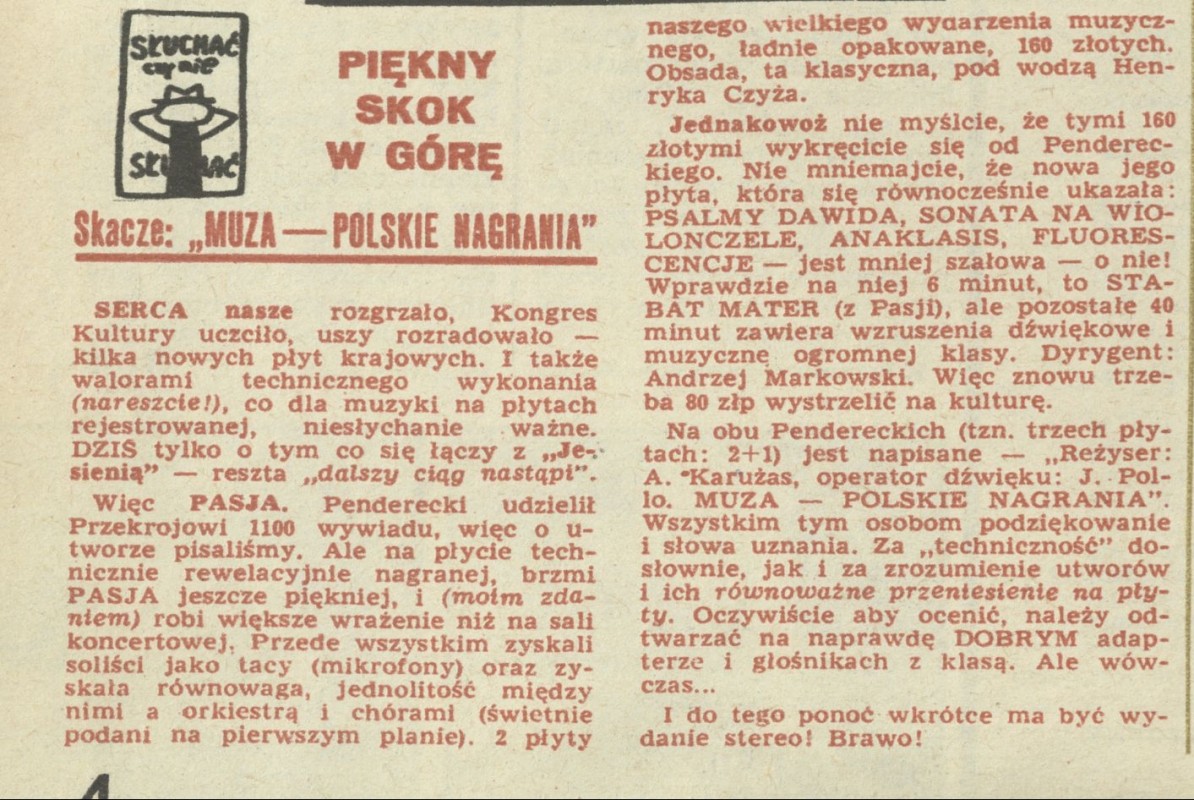 SŁUCHAĆ
czy nie
SŁUCHAĆ
PIĘKNY
SKOK
W GÓRĘ
Skacze: „MUZA — POLSKIE NAGRANIA”
SERCA nasze rozgrzało, Kongres
Kultury uczciło, uszy rozradowało —
kilka nowych płyt krajowych. I także
walorami technicznego wykonania
(nareszcie!), co dla muzyki na płytach
rejestrowanej, niesłychanie ważne.
DZIŚ tylko o tym co się łączy z „Je-
sienią” — reszta „dalszy ciąg nastąpi”.
Więc PASJA. Penderecki udzielił
Przekrojowi 1100 wywiadu, więc o u-
tworze pisaliśmy. Ale na płycie tech-
nicznie rewelacyjnie nagranej, brzmi
PASJA jeszcze piękniej, i (moim zda-
niem) robi większe wrażenie niż na sali
koncertowej. Przede wszystkim zyskali
soliści jako tacy (mikrofony) oraz zy-
skała równowaga, jednolitość między
nimi a orkiestrą i chórami (świetnie
podani na pierwszym planie). 2 płyty
naszego wielkiego wydarzenia muzycz-
nego, ładnie opakowane, 160 złotych.
Obsada, ta klasyczna, pod wodzą Hen-
ryka Czyża.
Jednakowoż nie myślcie, że tymi 160
złotymi wykręcicie się od Penderec-
kiego. Nie mniemajcie, że nowa jego
płyta, która się równocześnie ukazała:
PSALMY DAWIDA, SONATA NA WIO-
LONCZELE, ANAKLASIS, FLUORES-
CENCJE — jest mniej szałowa — o nie!
Wprawdzie na niej 6 minut, to STA-
BAT MATER (z Pasji), ale pozostałe 40
minut zawiera wzruszenia dźwiękowe i
muzyczne ogromnej klasy. Dyrygent:
Andrzej Markowski. Więc znowu trze-
ba 80 złp wystrzelić na kulturę.
Na obu Pendereckich (tzn. trzech pły-
tach: 2+1) jest napisane — „Reżyser:
A. Karużas, operator dźwięku: J. Pol-
lo. MUZA — POLSKIE NAGRANIA”.
Wszystkim tym osobom podziękowanie
i słowa uznania. Za „techniczność” do-
słownie, jak i za zrozumienie utworów
i ich równoważne przeniesienie na pły-
ty. Oczywiście aby ocenić, należy od-
twarzać na naprawdę DOBRYM adap-
terze i głośnikach z klasą. Ale wów-
czas...
I do tego ponoć wkrótce ma być wy-
danie stereo! Brawo!
4